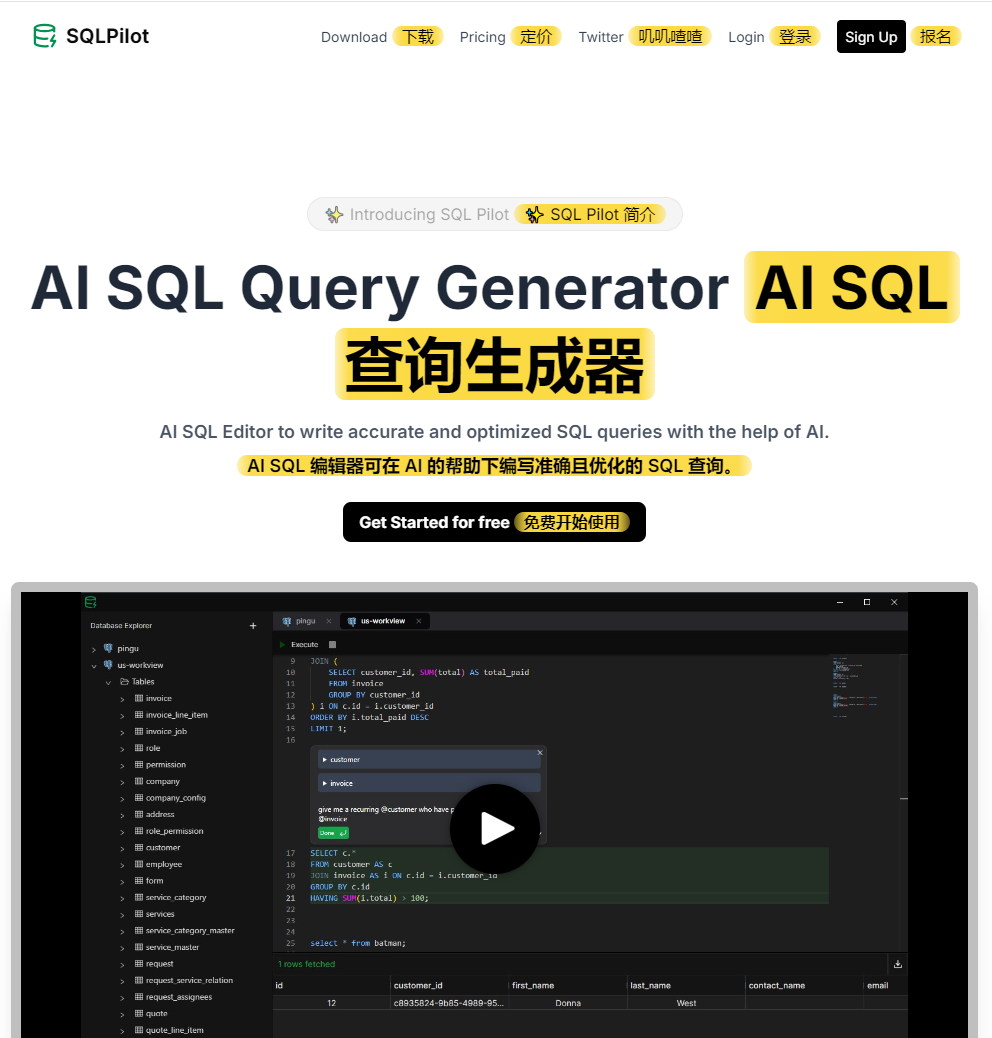 SQLPilot
Download 下载 Pricing 定价 Twitter 叽叽喳喳 Login 登录 Sign Up 报名
✨ Introducing SQL Pilot ✨ SQL Pilot 简介
AI SQL Query Generator AI SQL
查询生成器
AI SQL Editor to write accurate and optimized SQL queries with the help of AI.
AI SQL 编辑器可在 AI 的帮助下编写准确且优化的 SQL 查询。
Get Started for free 免费开始使用
Database Explorer
pingu
us-workview
Tables
invoice
invoice_line_item
invoice_job
role
permission
company
company_config
address
role_permission
customer
employee
form
service_category
services
service_category_master
service_master
request
request_service_relation
request_assignees
quote
quote_line_item
pingu us-workview
Execute
9 JOIN (
10 SELECT customer_id, SUM(total) AS total_paid
11 FROM invoice
12 GROUP BY customer_id
13 ) i ON c.id = i.customer_id
14 ORDER BY i.total_paid DESC
15 LIMIT 1;
16
customer
invoice
give me a recurring @customer who have
@invoice
Done
17 SELECT c.*
18 FROM customer AS c
19 JOIN invoice AS i ON c.id = i.customer_id
20 GROUP BY c.id
21 HAVING SUM(i.total) > 100;
22
23
24
25 select * from batman;
1 rows fetched
id customer_id first_name last_name contact_name email
12 c8935824-9b85-4989-95... Donna West